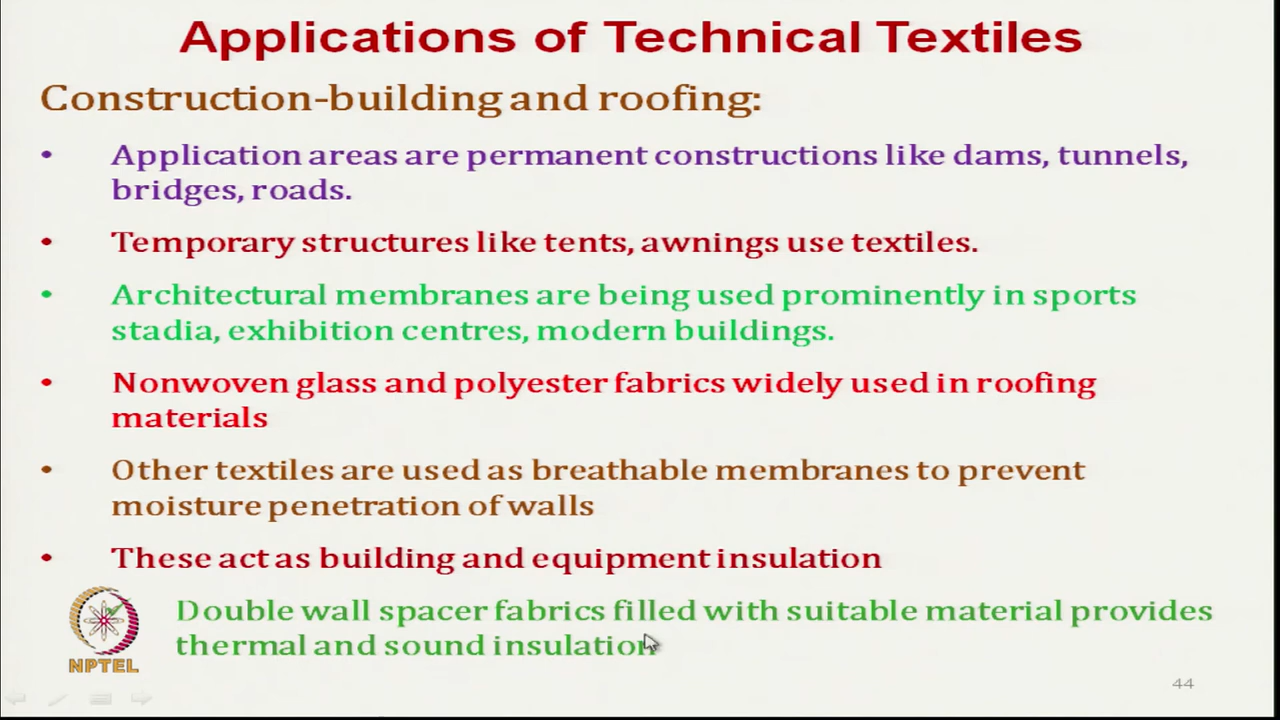 Applications of Technical Textiles
Construction-building and roofing:
• Application areas are permanent constructions like dams, tunnels,
bridges, roads.
• Temporary structures like tents, awnings use textiles.
• Architectural membranes are being used prominently in sports
stadia, exhibition centres, modern buildings.
• Nonwoven glass and polyester fabrics widely used in roofing
materials
• Other textiles are used as breathable membranes to prevent
moisture penetration of walls
• These act as building and equipment insulation
Double wall spacer fabrics filled with suitable material provides
thermal and sound insulation
NPTEL
44